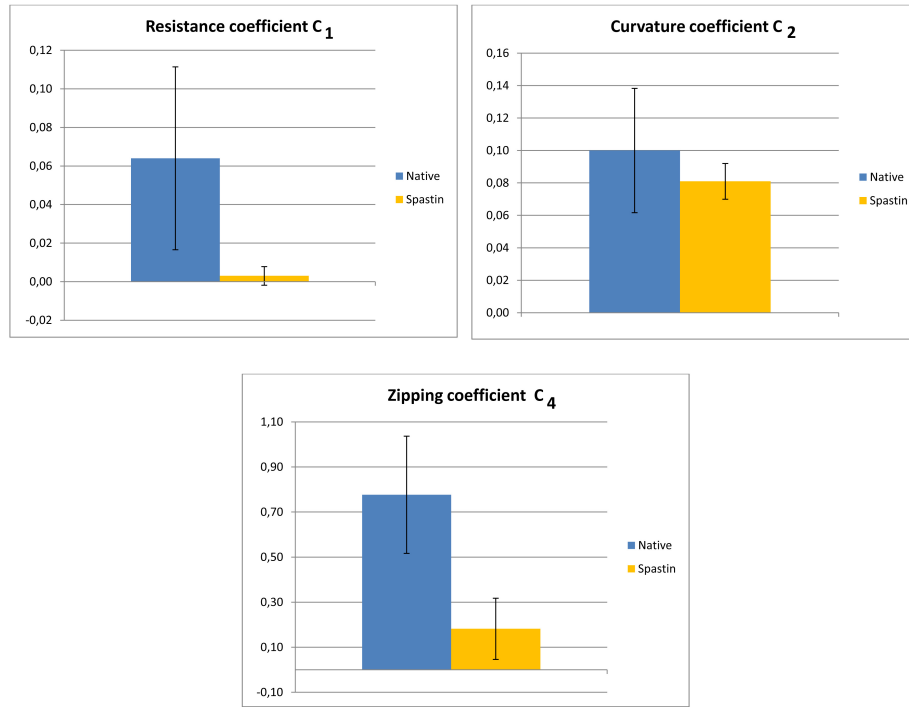 Resistance coefficient C 1
0,12
0,10
0,08
0,06
0,04
0,02
0,00
-0,02
Native
Spastin
Curvature coefficient C 2
0,16
0,14
0,12
0,10
0,08
0,06
0,04
0,02
0,00
Native
Spastin
Zipping coefficient C 4
1,10
0,90
0,70
0,50
0,30
0,10
-0,10
Native
Spastin